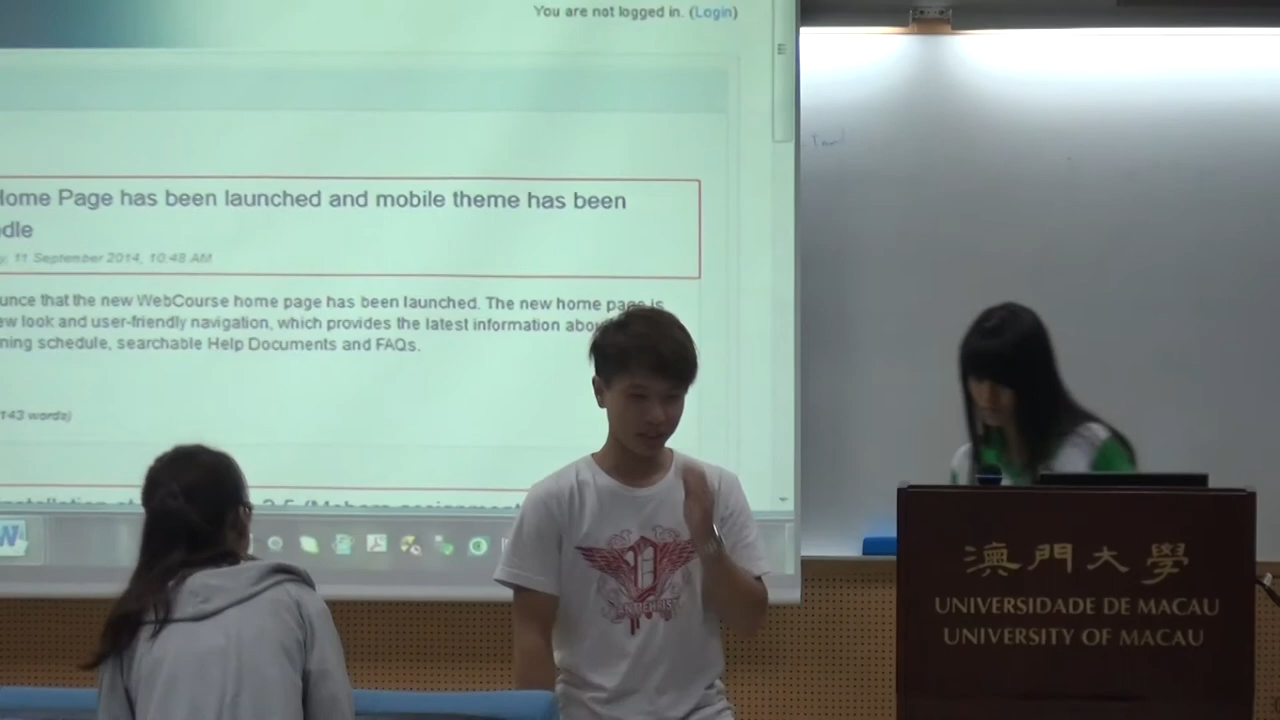 You are not logged in. (Login)
Home Page has been launched and mobile theme has been
dle
11 September 2014, 10:48 AM
unce that the new WebCourse home page has been launched. The new home page is
ew look and user-friendly navigation, which provides the latest information abou
ning schedule, searchable Help Documents and FAQs.
143 words)
W
澳門大學
UNIVERSIDADE DE MACAU
UNIVERSITY OF MACAU